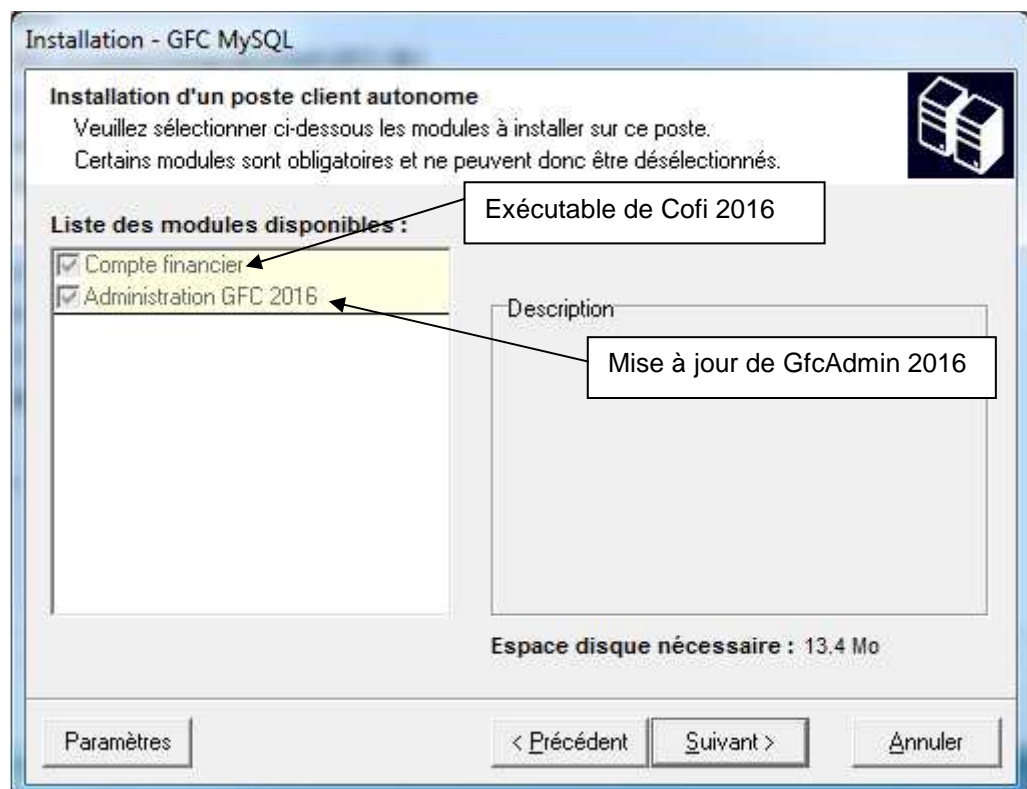 Installation - GFC MySQL
Installation d'un poste client autonome
Veuillez sélectionner ci-dessous les modules à installer sur ce poste.
Certains modules sont obligatoires et ne peuvent donc être désélectionnés.
Exécutable de Cofi 2016
Liste des modules disponibles :
Compte financier
Administration GFC 2016
Description
Mise à jour de GfcAdmin 2016
Espace disque nécessaire : 13.4 Mo
Paramètres
< Précédent
Suivant >
Annuler